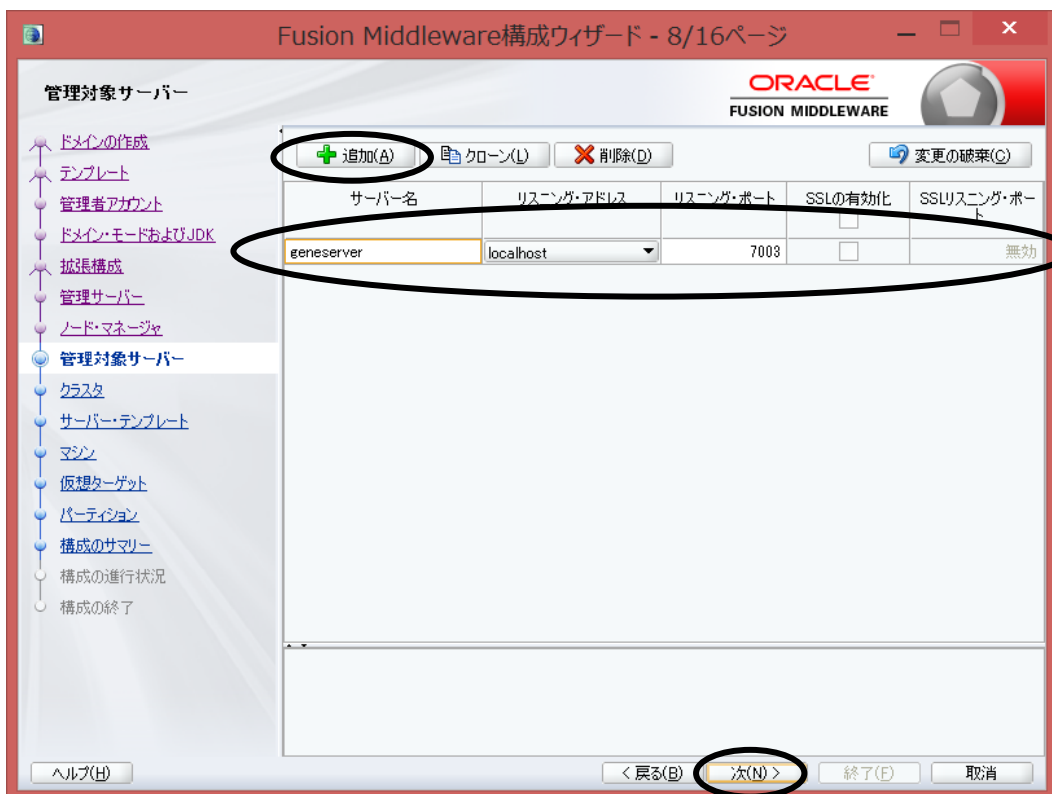 Fusion Middleware構成ウィザード - 8/16ページ
管理対象サーバー
ORACLE
FUSION MIDDLEWARE
ドメインの作成
テンプレート
管理者アカウント
ドメイン・モードおよびJDK
拡張構成
管理サーバー
ノード・マネージャ
管理対象サーバー
クラスタ
サーバー・テンプレート
マシン
仮想ターゲット
パーティション
構成のサマリー
構成の進行状況
構成の終了
追加(A) クローン(L) 削除(D) 変更の破棄(C)
サーバー名 リスニング・アドレス リスニング・ポート SSLの有効化 SSLリスニング・ポー
ト
geneserver localhost 7003 無効
ヘルプ(H) < 戻る(B) 次(N) > 終了(F) 取消